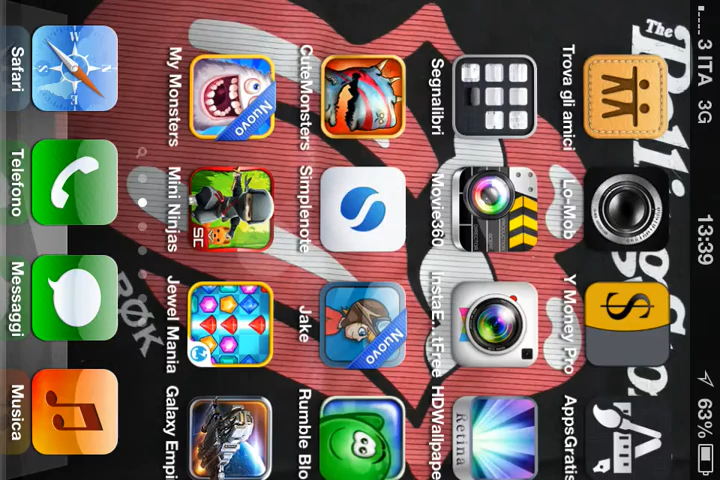 3 ITA 3G 13:39 63%
The
Trova gli amici Lo-Mob Y Money Pro AppsGratis
Segnalibri Movie360 InstaE...tFree HDWallpape
Retina
CuteMonsters Simplenote Jake Rumble Blo
Nuovo
My Monsters Mini Ninjas Jewel Mania Galaxy Empi
Nuovo
SC
BØK
Safari Telefono Messaggi Musica